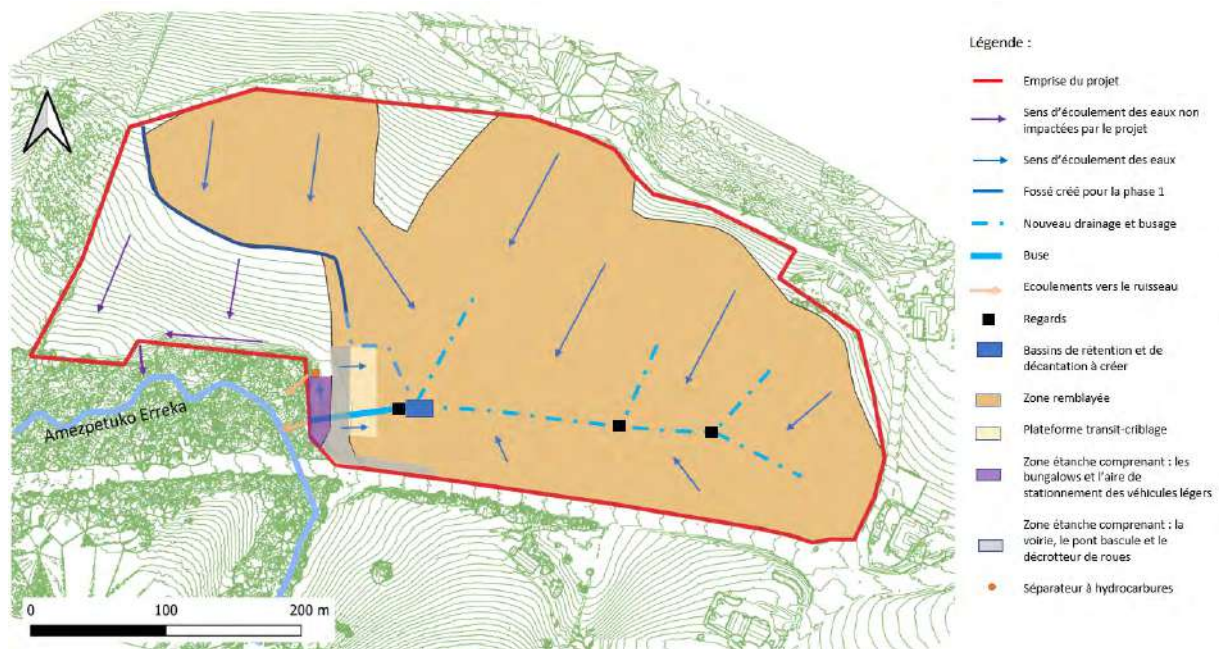 Légende :
Emprise du projet
Sens d'écoulement des eaux non
impactées par le projet
Sens d'écoulement des eaux
Fossé créé pour la phase 1
Nouveau drainage et busage
Buse
Ecoulements vers le ruisseau
Regards
Bassins de rétention et de
décantation à créer
Zone remblayée
Plateforme transit-criblage
Zone étanche comprenant : les
bungalows et l'aire de
stationnement des véhicules légers
Zone étanche comprenant : la
voirie, le pont bascule et le
décrotteur de roues
Séparateur à hydrocarbures
Amezpetuko Erreka
0 100 200 m